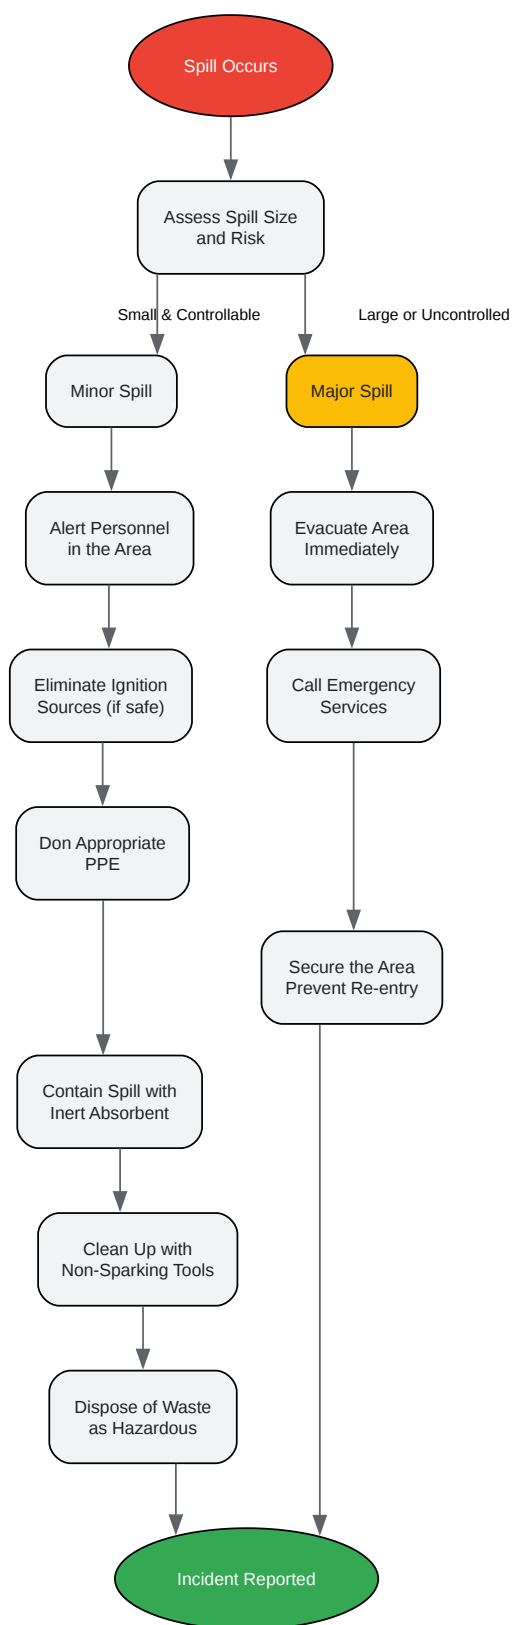 Spill Occurs
Assess Spill Size
and Risk
Small & Controllable
Large or Uncontrolled
Minor Spill
Major Spill
Alert Personnel
in the Area
Evacuate Area
Immediately
Eliminate Ignition
Sources (if safe)
Call Emergency
Services
Don Appropriate
PPE
Secure the Area
Prevent Re-entry
Contain Spill with
Inert Absorbent
Clean Up with
Non-Sparking Tools
Dispose of Waste
as Hazardous
Incident Reported